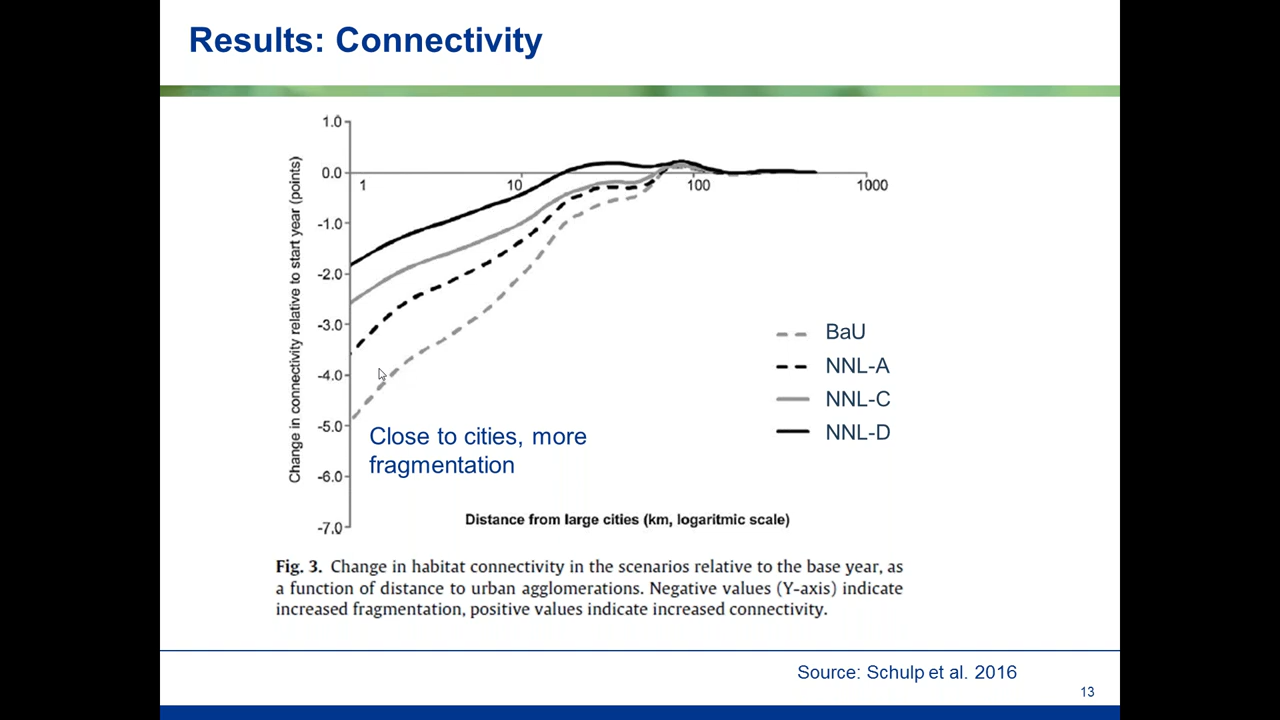 Results: Connectivity
Change in connectivity relative to start year (points)
1.0
0.0
-1.0
-2.0
-3.0
-4.0
-5.0
-6.0
-7.0
1
10
100
1000
BaU
NNL-A
NNL-C
NNL-D
Close to cities, more
fragmentation
Distance from large cities (km, logaritmic scale)
Fig. 3. Change in habitat connectivity in the scenarios relative to the base year, as
a function of distance to urban agglomerations. Negative values (Y-axis) indicate
increased fragmentation, positive values indicate increased connectivity.
Source: Schulp et al. 2016
13